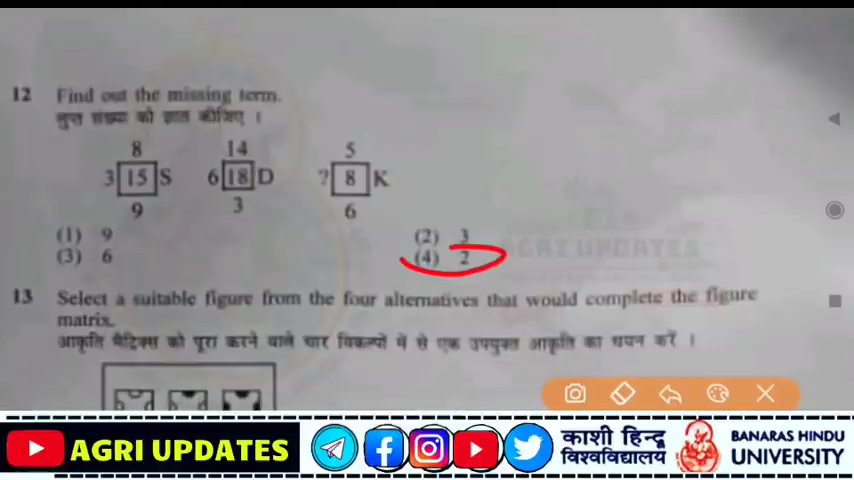 12 Find out the missing term.
लुप्त संख्या को ज्ञात कीजिए ।
8 14 5
3 15 S 6 18 D ? 8 K
9 3 6
(1) 9 (2) 3
(3) 6 (4) 2
AGRI UPDATES
13 Select a suitable figure from the four alternatives that would complete the figure
matrix.
आकृति मैट्रिक्स को पूरा करने वाले चार विकल्पों में से एक उपयुक्त आकृति का चयन करें ।
AGRI UPDATES
काशी हिन्दू
विश्वविद्यालय
BANARAS HINDU
UNIVERSITY